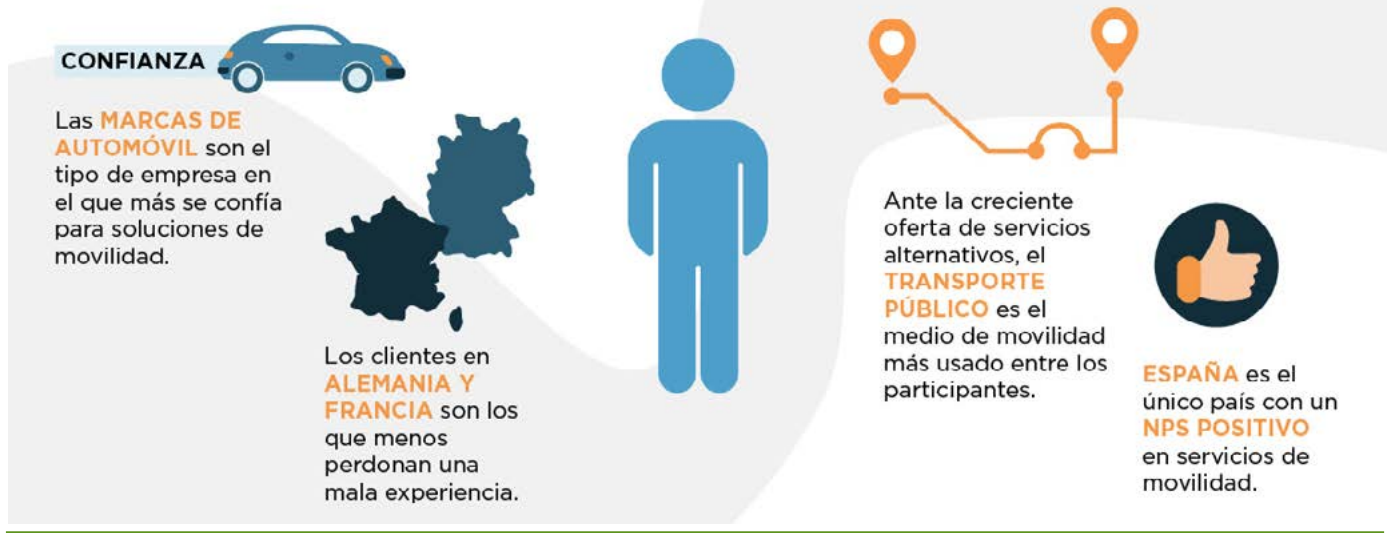 CONFIANZA
Las MARCAS DE
AUTOMÓVIL son el
tipo de empresa en
el que más se confía
para soluciones de
movilidad.
Los clientes en
ALEMANIA Y
FRANCIA son los
que menos
perdonan una
mala experiencia.
Ante la creciente
oferta de servicios
alternativos, el
TRANSPORTE
PÚBLICO es el
medio de movilidad
más usado entre los
participantes.
ESPAÑA es el
único país con un
NPS POSITIVO
en servicios de
movilidad.